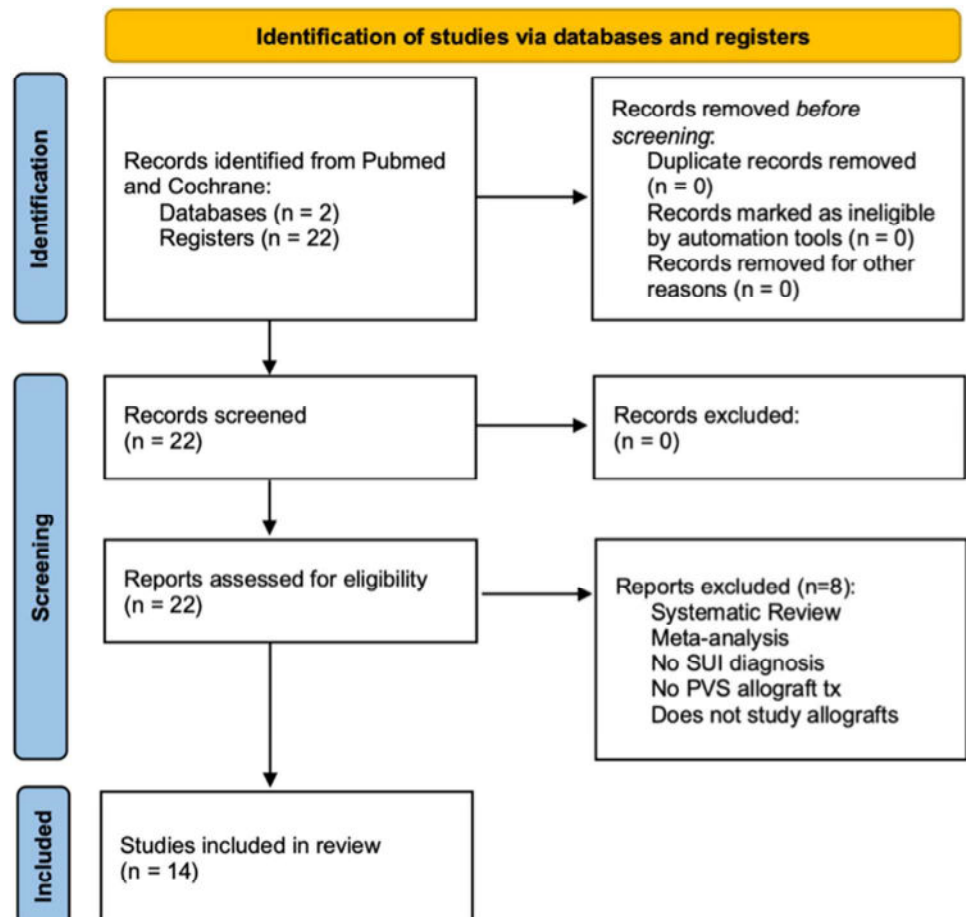 Identification of studies via databases and registers
Identification
Records identified from Pubmed
and Cochrane:
Databases (n = 2)
Registers (n = 22)
Records removed before
screening:
Duplicate records removed
(n = 0)
Records marked as ineligible
by automation tools (n = 0)
Records removed for other
reasons (n = 0)
Screening
Records screened
(n = 22)
Records excluded:
(n = 0)
Reports assessed for eligibility
(n = 22)
Reports excluded (n=8):
Systematic Review
Meta-analysis
No SUI diagnosis
No PVS allograft tx
Does not study allografts
Included
Studies included in review
(n = 14)